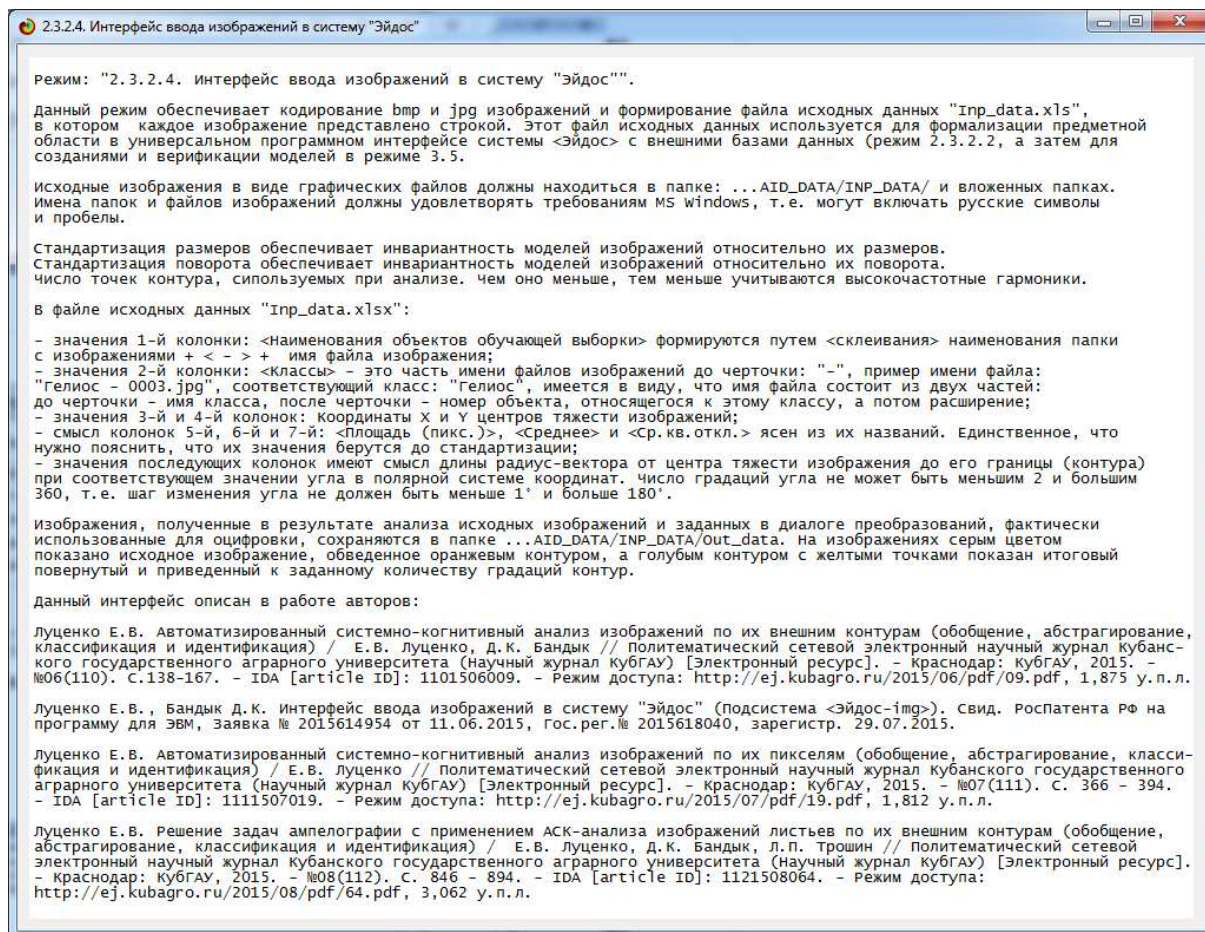 2.3.2.4. Интерфейс ввода изображений в систему "Эйдос"
Режим: "2.3.2.4. Интерфейс ввода изображений в систему "Эйдос"".
Данный режим обеспечивает кодирование bmp и jpg изображений и формирование файла исходных данных "Inp_data.xls",
в котором каждое изображение представлено строкой. Этот файл исходных данных используется для формализации предметной
области в универсальном программном интерфейсе системы <Эйдос> с внешними базами данных (режим 2.3.2.2, а затем для
созданиями и верификации моделей в режиме 3.5.
Исходные изображения в виде графических файлов должны находиться в папке: ...AID_DATA/INP_DATA/ и вложенных папках.
Имена папок и файлов изображений должны удовлетворять требованиям MS Windows, т.е. могут включать русские символы
и пробелы.
Стандартизация размеров обеспечивает инвариантность моделей изображений относительно их размеров.
Стандартизация поворота обеспечивает инвариантность моделей изображений относительно их поворота.
Число точек контура, сипользуемых при анализе. Чем оно меньше, тем меньше учитываются высокочастотные гармоники.
В файле исходных данных "Inp_data.xlsx":
- значения 1-й колонки: <Наименования объектов обучающей выборки> формируются путем <склеивания> наименования папки
с изображениями + < - > + имя файла изображения;
- значения 2-й колонки: <Классы> - это часть имени файлов изображений до черточки: "-", пример имени файла:
"Гелиос - 0003.jpg", соответствующий класс: "Гелиос", имеется в виду, что имя файла состоит из двух частей:
до черточки - имя класса, после черточки - номер объекта, относящегося к этому классу, а потом расширение;
- значения 3-й и 4-й колонок: Координаты X и Y центров тяжести изображений;
- смысл колонок 5-й, 6-й и 7-й: <Площадь (пикс.)>, <Среднее> и <Ср.кв.откл.> ясен из их названий. Единственное, что
нужно пояснить, что их значения берутся до стандартизации;
- значения последующих колонок имеют смысл длины радиус-вектора от центра тяжести изображения до его границы (контура)
при соответствующем значении угла в полярной системе координат. Число градаций угла не может быть меньшим 2 и большим
360, т.е. шаг изменения угла не должен быть меньше 1° и больше 180°.
Изображения, полученные в результате анализа исходных изображений и заданных в диалоге преобразований, фактически
использованные для оцифровки, сохраняются в папке ...AID_DATA/INP_DATA/Out_data. На изображениях серым цветом
показано исходное изображение, обведенное оранжевым контуром, а голубым контуром с желтыми точками показан итоговый
повернутый и приведенный к заданному количеству градаций контур.
Данный интерфейс описан в работе авторов:
Луценко Е.В. Автоматизированный системно-когнитивный анализ изображений по их внешним контурам (обобщение, абстрагирование,
классификация и идентификация) / Е.В. Луценко, Д.К. Бандык // Политематический сетевой электронный научный журнал Кубанс-
кого государственного аграрного университета (Научный журнал КубГАУ) [Электронный ресурс]. - Краснодар: КубГАУ, 2015. -
№06(110). С.138-167. - IDA [article ID]: 1101506009. - Режим доступа: http://ej.kubagro.ru/2015/06/pdf/09.pdf, 1,875 у.п.л.
Луценко Е.В., Бандык Д.К. Интерфейс ввода изображений в систему "Эйдос" (Подсистема <Эйдос-img>). Свид. РосПатента РФ на
программу для ЭВМ, Заявка № 2015614954 от 11.06.2015, Гос.рег.№ 2015618040, зарегистр. 29.07.2015.
Луценко Е.В. Автоматизированный системно-когнитивный анализ изображений по их пикселям (обобщение, абстрагирование, класси-
фикация и идентификация) / Е.В. Луценко // Политематический сетевой электронный научный журнал Кубанского государственного
аграрного университета (Научный журнал КубГАУ) [Электронный ресурс]. - Краснодар: КубГАУ, 2015. - №07(111). С. 366 - 394.
- IDA [article ID]: 1111507019. - Режим доступа: http://ej.kubagro.ru/2015/07/pdf/19.pdf, 1,812 у.п.л.
Луценко Е.В. Решение задач ампелографии с применением АСК-анализа изображений листьев по их внешним контурам (обобщение,
абстрагирование, классификация и идентификация) / Е.В. Луценко, Д.К. Бандык, Л.П. Трошин // Политематический сетевой
электронный научный журнал Кубанского государственного аграрного университета (Научный журнал КубГАУ) [Электронный ресурс].
- Краснодар: КубГАУ, 2015. - №08(112). С. 846 - 894. - IDA [article ID]: 1121508064. - Режим доступа:
http://ej.kubagro.ru/2015/08/pdf/64.pdf, 3,062 у.п.л.